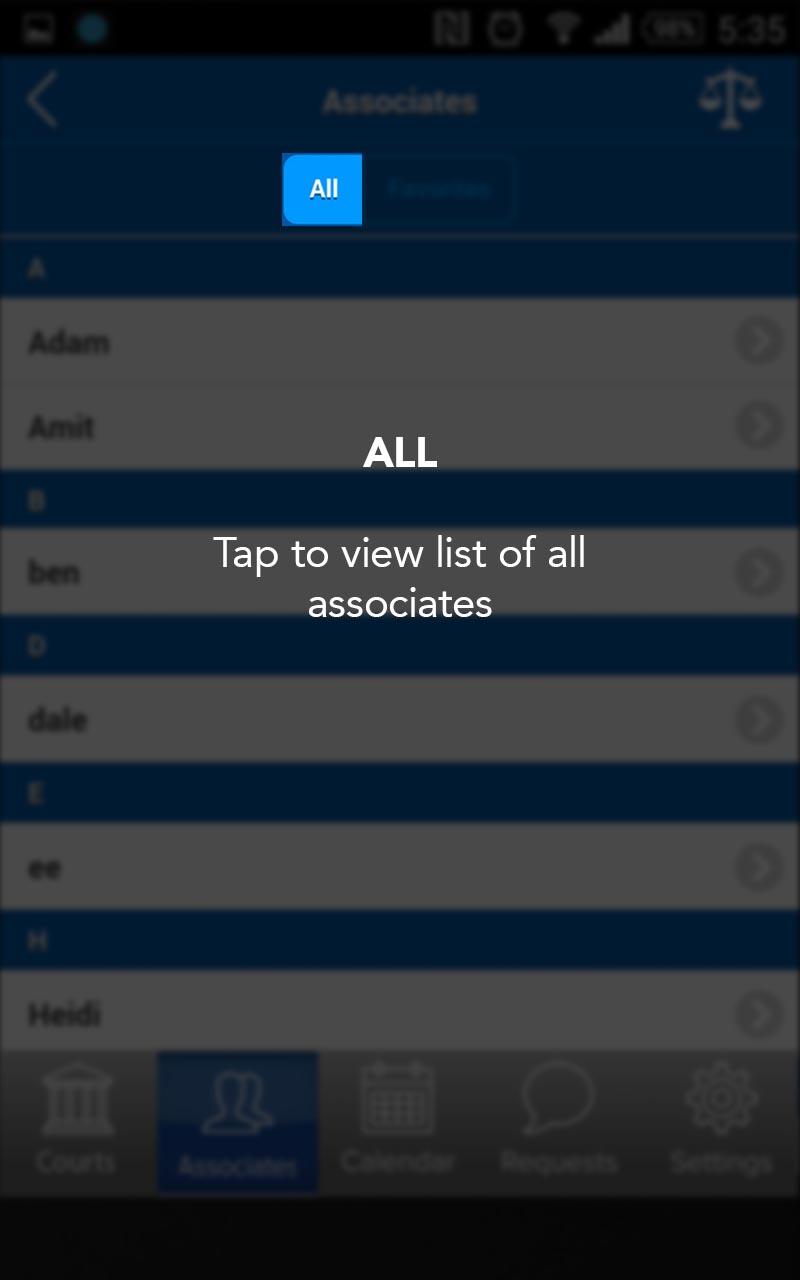 98% 5:35
Associates
All Favorites
A
Adam
Amit
ALL
B
Tap to view list of all
ben
associates
D
dale
E
ee
H
Heidi
Courts Associates Calendar Requests Settings